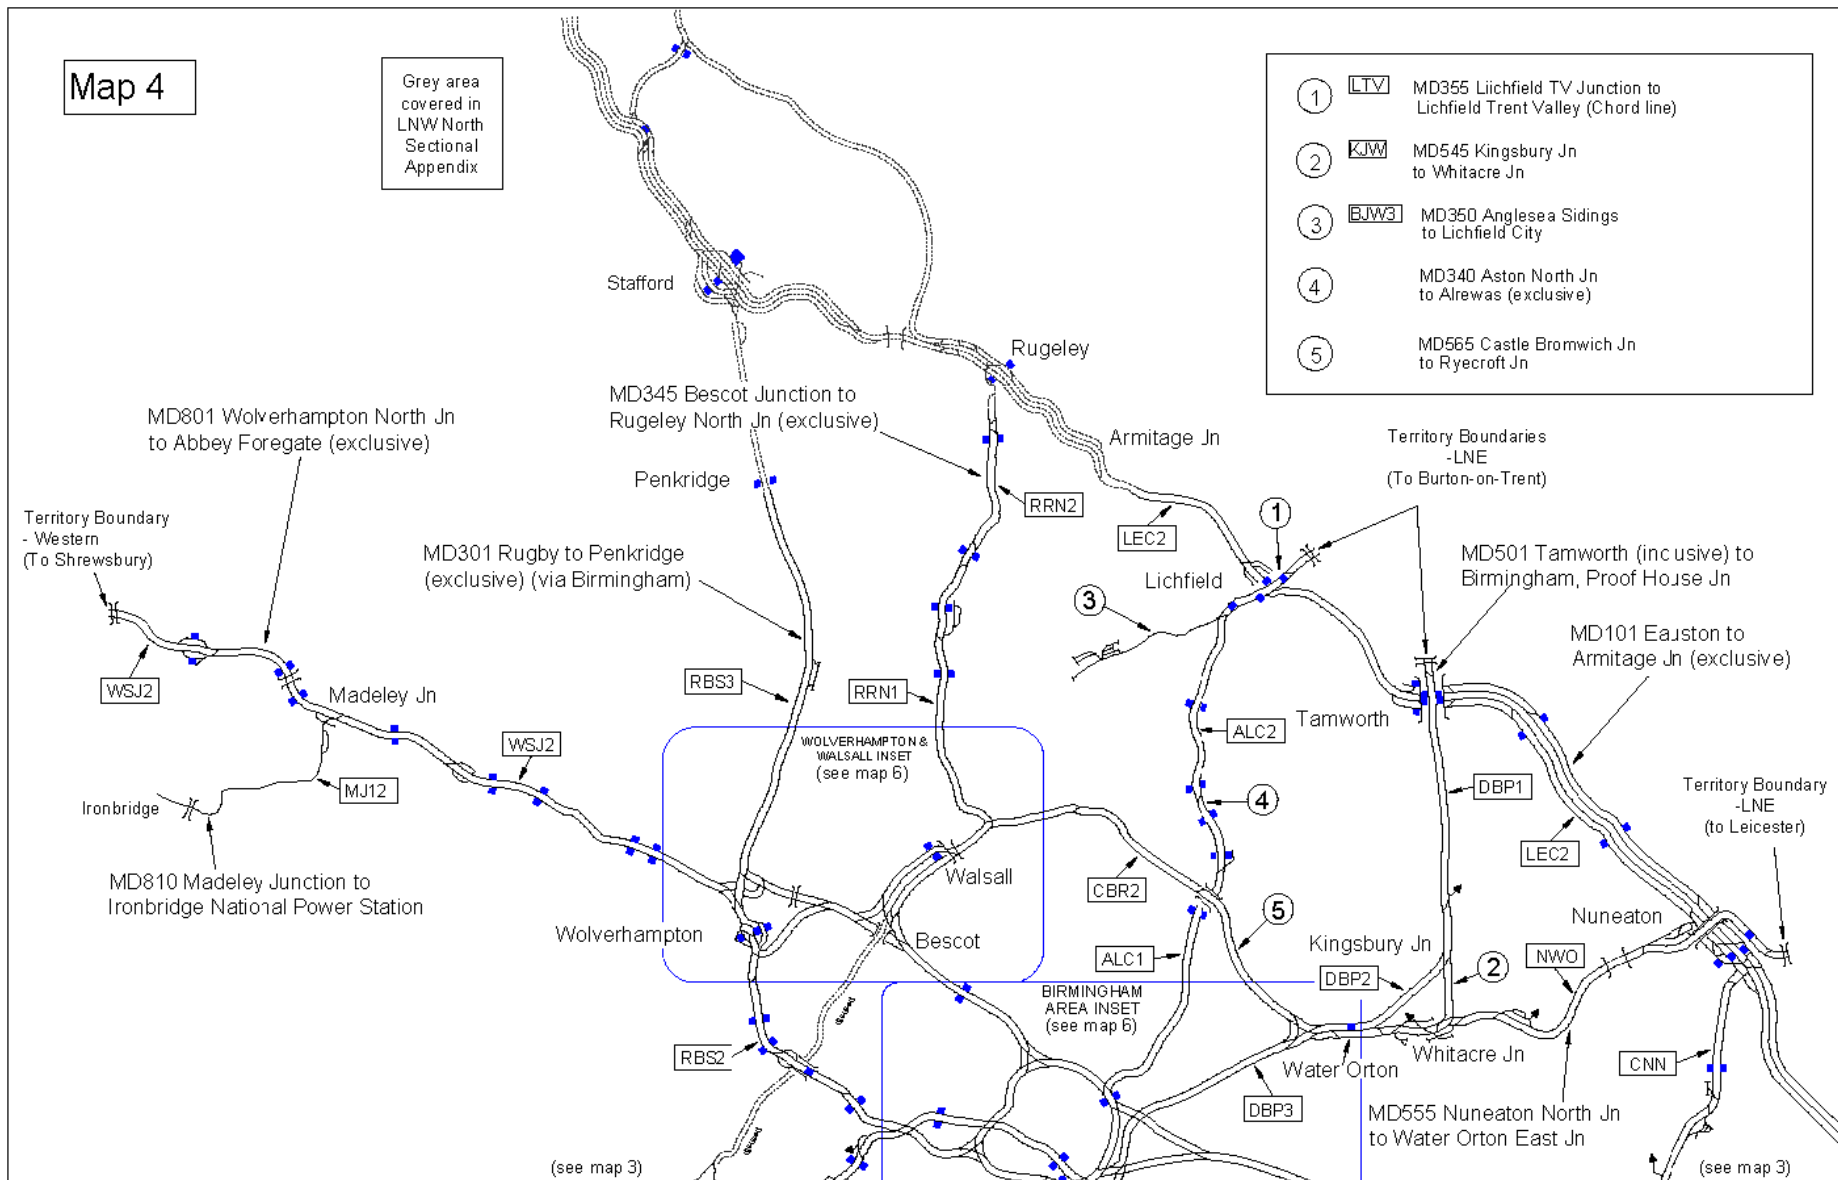 Map 4
Grey area
covered in
LNW North
Sectional
Appendix
1 LTV MD355 Liichfield TV Junction to
Lichfield Trent Valley (Chord line)
2 KJW MD545 Kingsbury Jn
to Whitacre Jn
3 BJW3 MD350 Anglesea Sidings
to Lichfield City
4 MD340 Aston North Jn
to Alrewas (exclusive)
5 MD565 Castle Bromwich Jn
to Ryecroft Jn
Stafford
Rugeley
MD345 Bescot Junction to
Rugeley North Jn (exclusive)
MD801 Wolverhampton North Jn
to Abbey Foregate (exclusive)
Armitage Jn
Territory Boundaries
-LNE
(To Burton-on-Trent)
Penkridge
RRN2
LEC2
1
Territory Boundary
- Western
(To Shrewsbury)
MD301 Rugby to Penkridge
(exclusive) (via Birmingham)
MD501 Tamworth (inc usive) to
Birmingham, Proof House Jn
Lichfield
3
MD101 Eauston to
Armitage Jn (exclusive)
WSJ2
Madeley Jn
RBS3
RRN1
Tamworth
ALC2
WSJ2
WOLVERHAMPTON &
WALSALL INSET
(see map 6)
MJ12
Ironbridge
4
DBP1
Territory Boundary
-LNE
(to Leicester)
LEC2
MD810 Madeley Junction to
Ironbridge National Power Station
Walsall
CBR2
5
Nuneaton
Wolverhampton
Bescot
Kingsbury Jn
ALC1
2
NWO
DBP2
BIRMINGHAM
AREA INSET
(see map 6)
RBS2
Whitacre Jn
Water Orton
CNN
DBP3
MD555 Nuneaton North Jn
to Water Orton East Jn
(see map 3)
(see map 3)